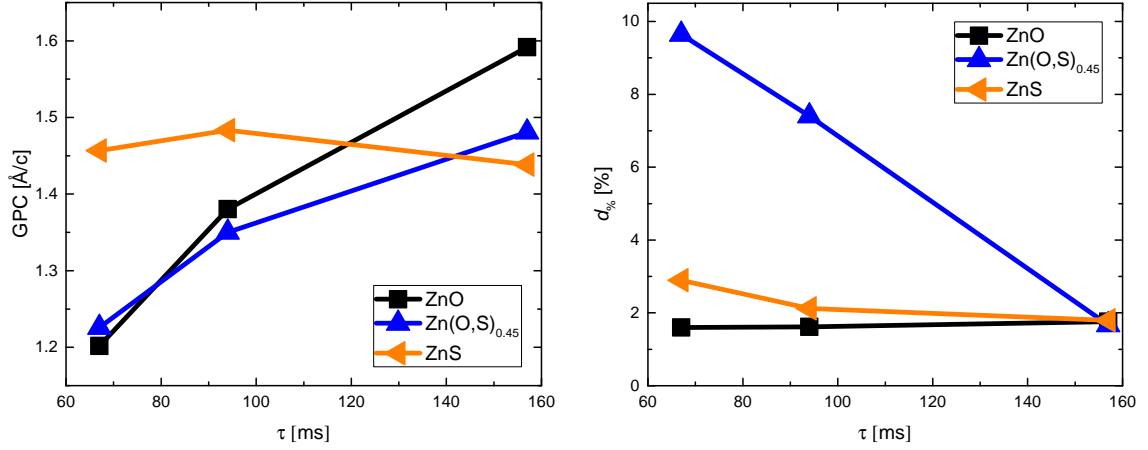 1.6
1.5
1.4
1.3
1.2
GPC [Å/c]
60 80 100 120 140 160
τ [ms]
ZnO
Zn(O,S)0.45
ZnS
10
8
6
4
2
0
d% [%]
60 80 100 120 140 160
τ [ms]
ZnO
Zn(O,S)0.45
ZnS